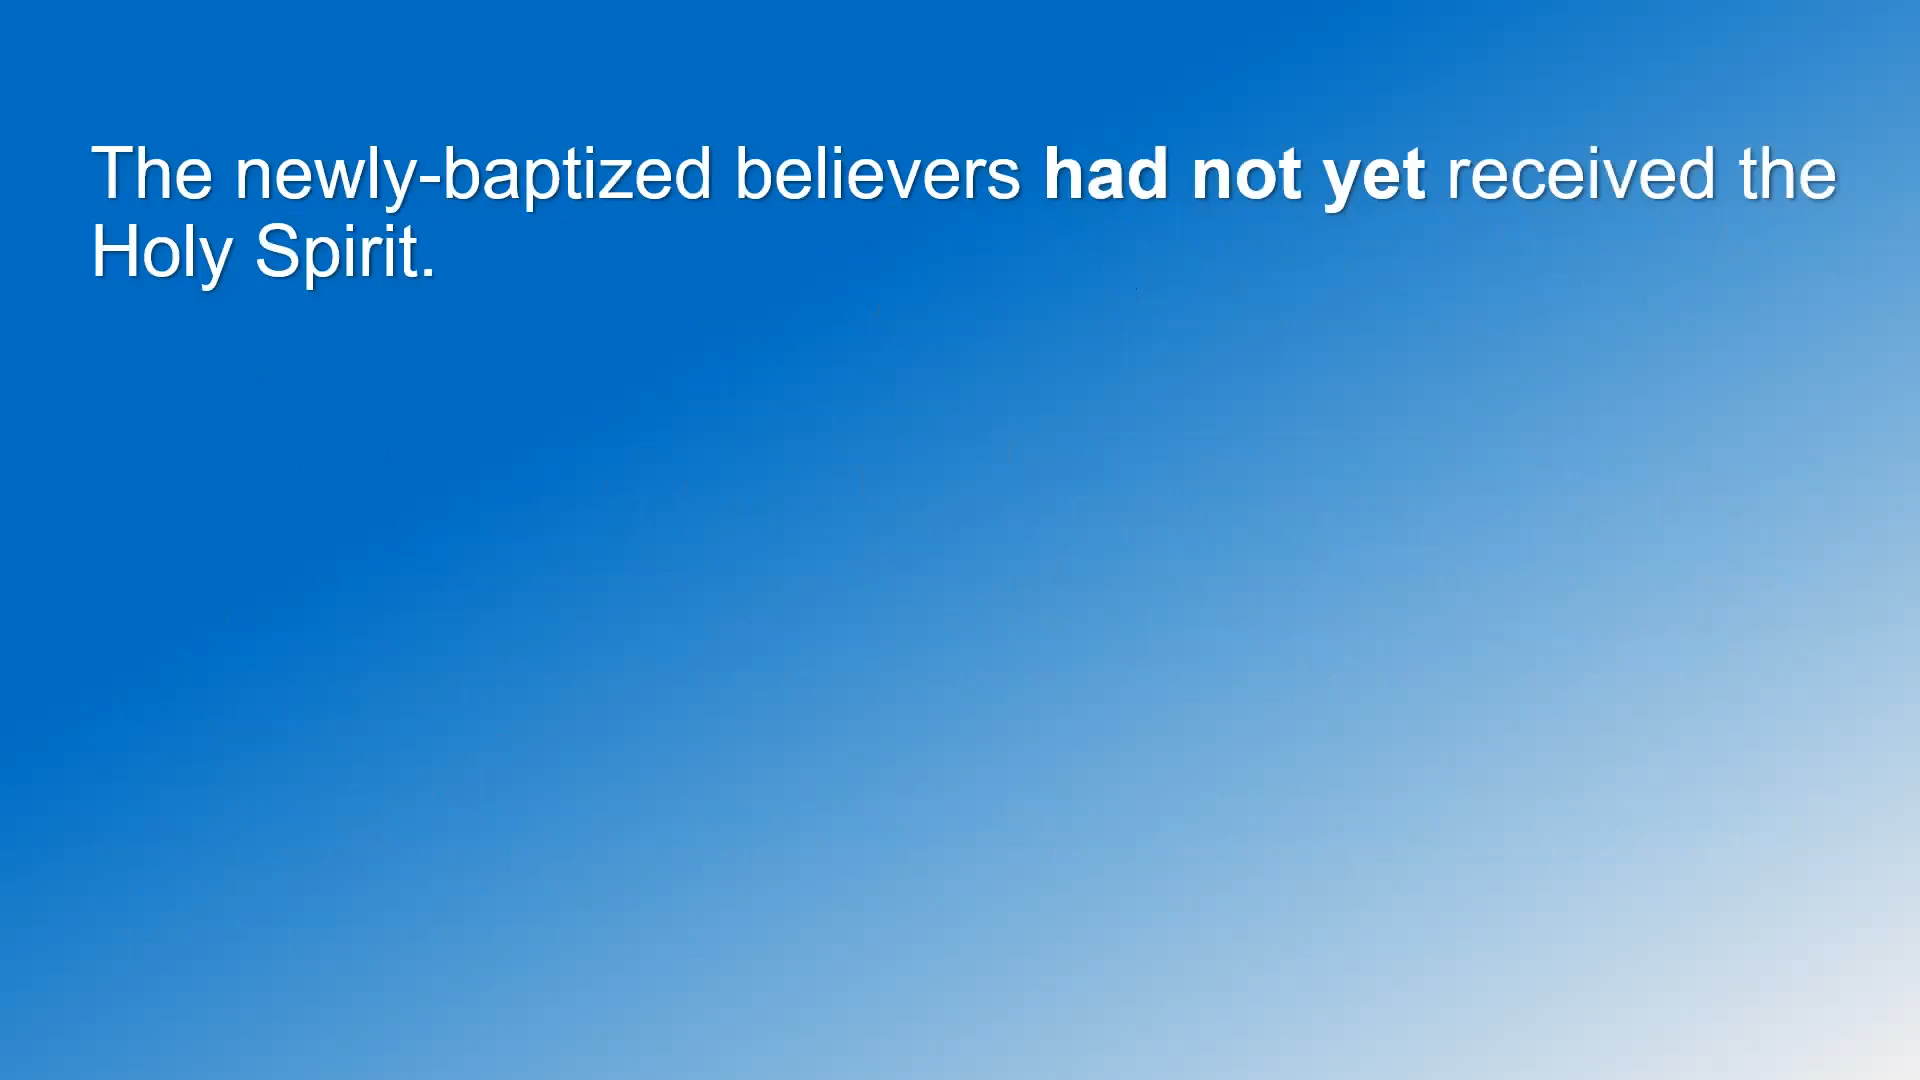 The newly-baptized believers had not yet received the
Holy Spirit.